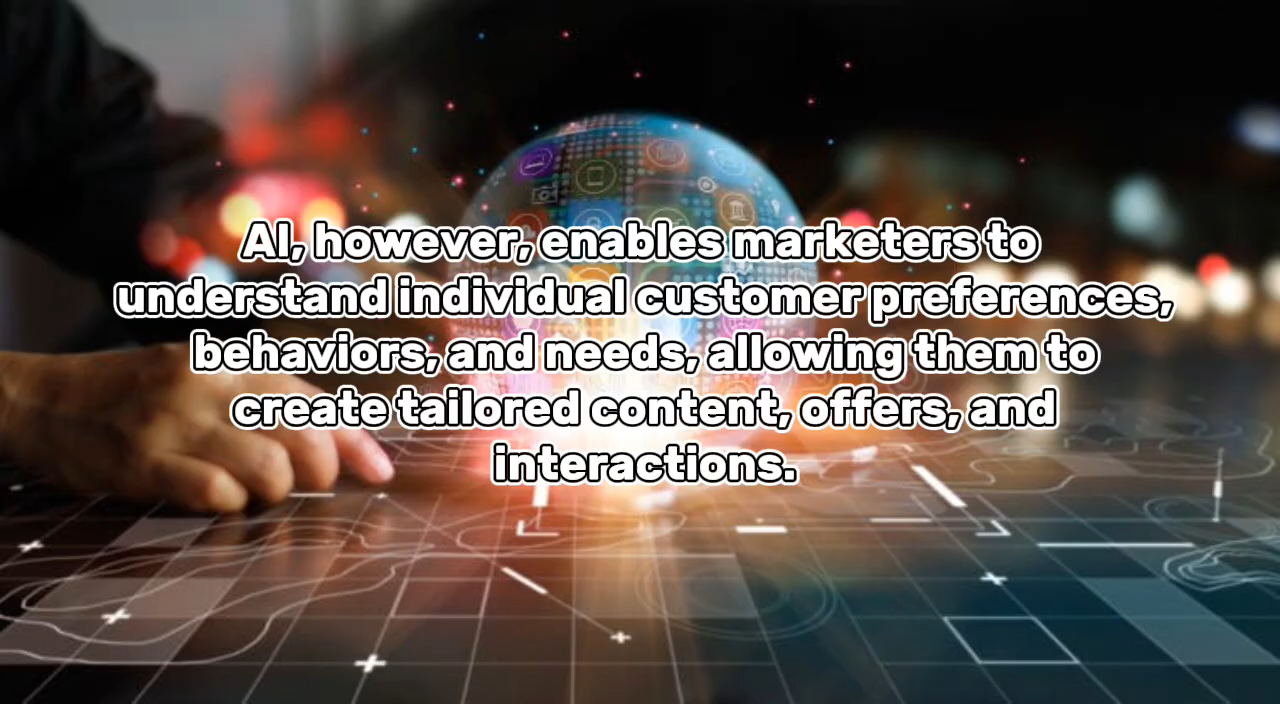 AI, however, enables marketers to
understand individual customer preferences,
behaviors, and needs, allowing them to
create tailored content, offers, and
interactions.